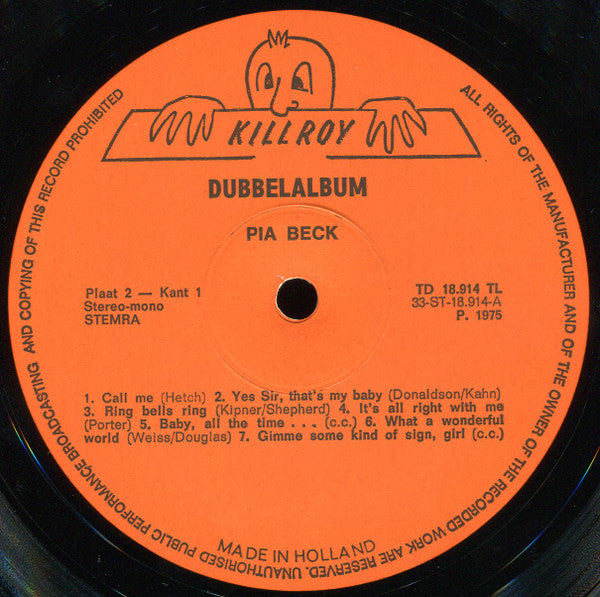 KILLROY
DUBBELALBUM
PIA BECK
Plaat 2 — Kant 1
Stereo-mono
STEMRA
TD 18.914 TL
33-ST-18.914-A
P. 1975
1. Call me (Hetch) 2. Yes Sir, that's my baby (Donaldson/Kahn)
3. Ring bells ring (Kipner/Shepherd) 4. It's all right with me
(Porter) 5. Baby, all the time . . . (c.c.) 6. What a wonderful
world (Weiss/Douglas) 7. Gimme some kind of sign, girl (c.c.)
MADE IN HOLLAND
ALL RIGHTS OF THE MANUFACTURER AND OF THE OWNER OF THE RECORDED WORK ARE RESERVED. UNAUTHORISED PUBLIC PERFORMANCE BROADCASTING AND COPYING OF THIS RECORD PROHIBITED